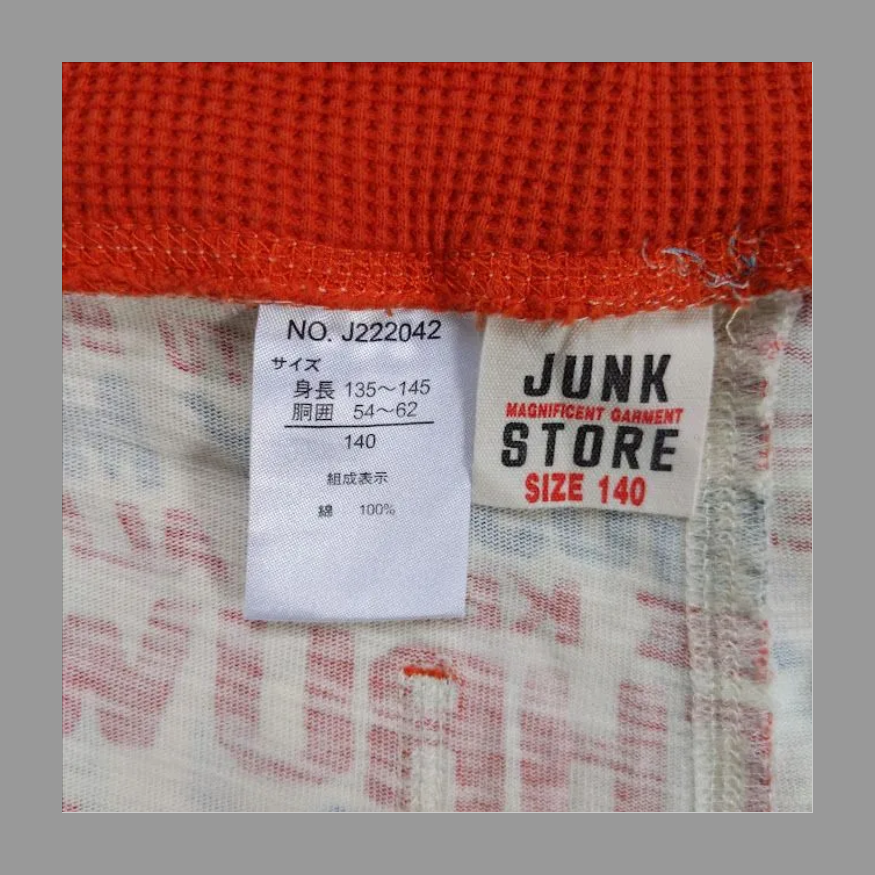 NO. J222042
サイズ
身長 135～145
胴囲 54～62
140
組成表示
綿 100%
JUNK
MAGNIFICENT GARMENT
STORE
SIZE 140